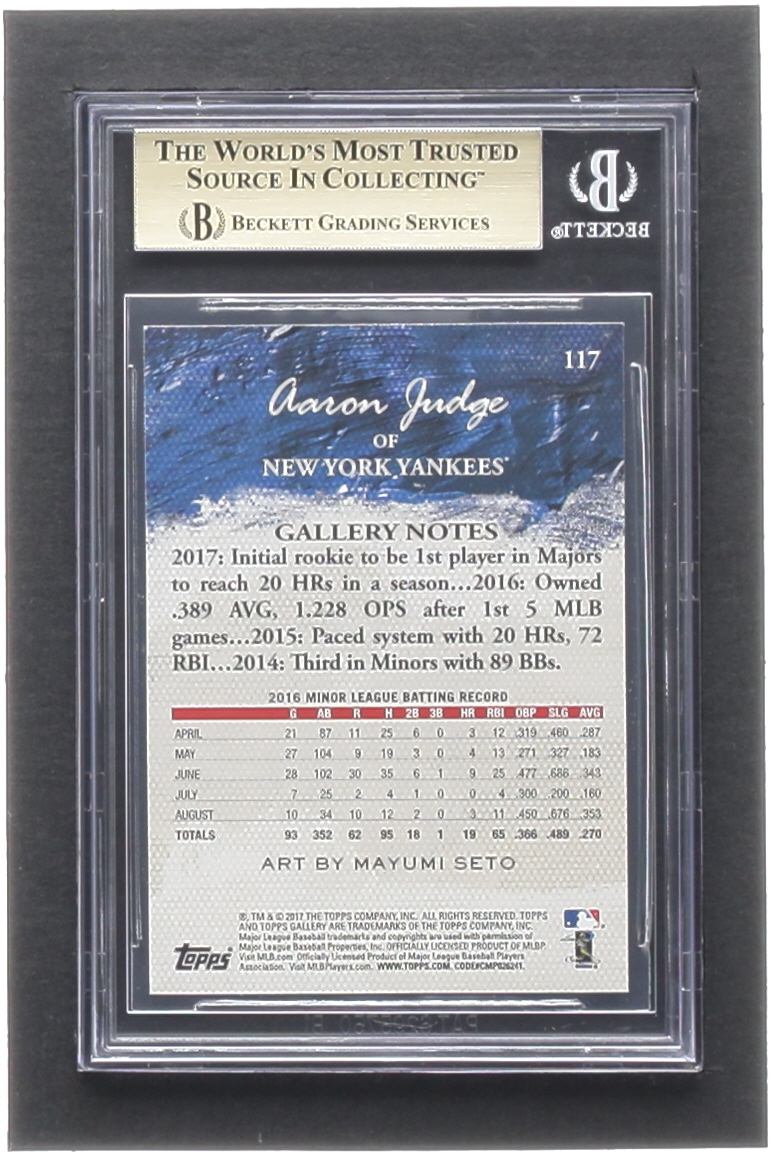 THE WORLD'S MOST TRUSTED
SOURCE IN COLLECTING™
B BECKETT GRADING SERVICES
B
BECKETT®
117
Aaron Judge
OF
NEW YORK YANKEES®
GALLERY NOTES
2017: Initial rookie to be 1st player in Majors
to reach 20 HRs in a season...2016: Owned
.389 AVG, 1.228 OPS after 1st 5 MLB
games...2015: Paced system with 20 HRs, 72
RBI...2014: Third in Minors with 89 BBs.
2016 MINOR LEAGUE BATTING RECORD
G AB R H 2B 3B HR RBI OBP SLG AVG
APRIL 21 87 11 25 6 0 3 12 .319 .460 .287
MAY 27 104 9 19 3 0 4 13 .271 .327 .183
JUNE 28 102 30 35 6 1 9 25 .477 .686 .343
JULY 7 25 2 4 1 0 0 4 .300 .200 .160
AUGUST 10 34 10 12 2 0 3 11 .450 .676 .353
TOTALS 93 352 62 95 18 1 19 65 .366 .489 .270
ART BY MAYUMI SETO
®, TM & © 2017 THE TOPPS COMPANY, INC. ALL RIGHTS RESERVED. TOPPS
AND TOPPS GALLERY ARE TRADEMARKS OF THE TOPPS COMPANY, INC.
Major League Baseball trademarks and copyrights are used with permission of
Major League Baseball Properties, Inc. OFFICIALLY LICENSED PRODUCT OF MLBP.
Visit MLB.com Officially Licensed Product of Major League Baseball Players
Association. Visit MLBPlayers.com. WWW.TOPPS.COM. CODE#CMP026241.
TOPPS®